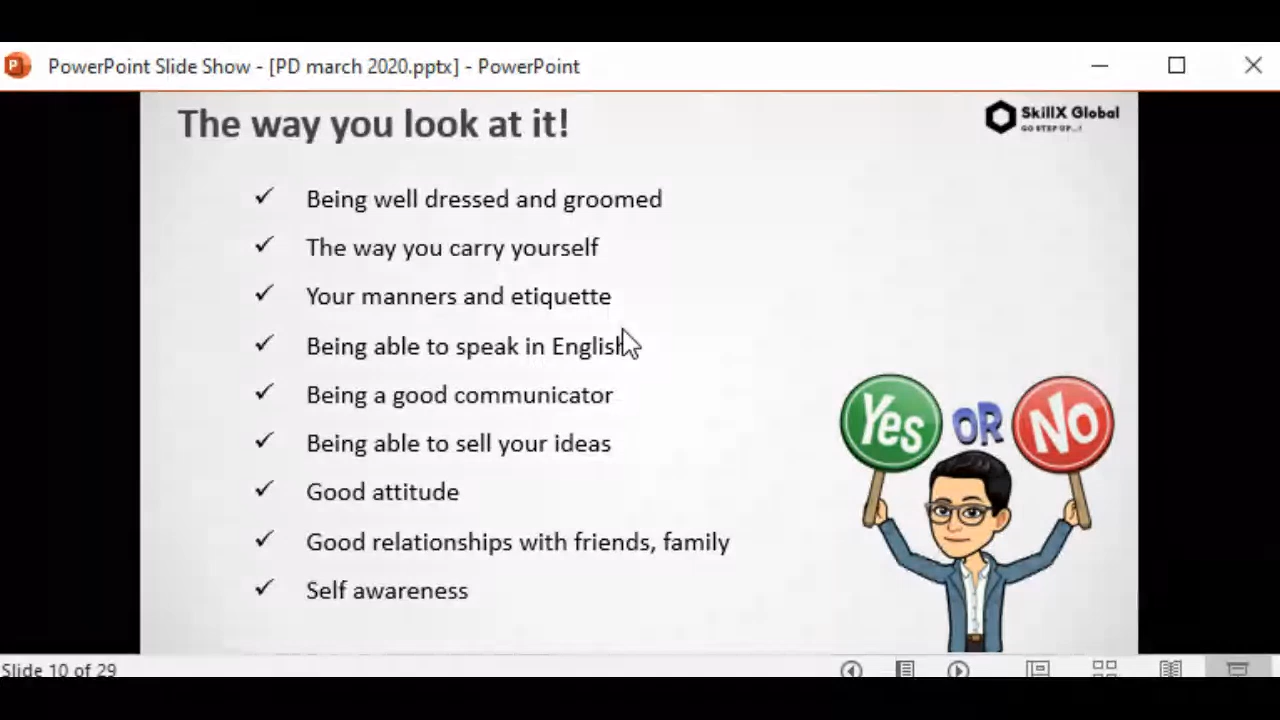 PowerPoint Slide Show - [PD march 2020.pptx] - PowerPoint
The way you look at it!
SkillX Global
GO STEP UP...!
✓ Being well dressed and groomed
✓ The way you carry yourself
✓ Your manners and etiquette
✓ Being able to speak in English
✓ Being a good communicator
✓ Being able to sell your ideas
✓ Good attitude
✓ Good relationships with friends, family
✓ Self awareness
Yes OR No
Slide 10 of 29